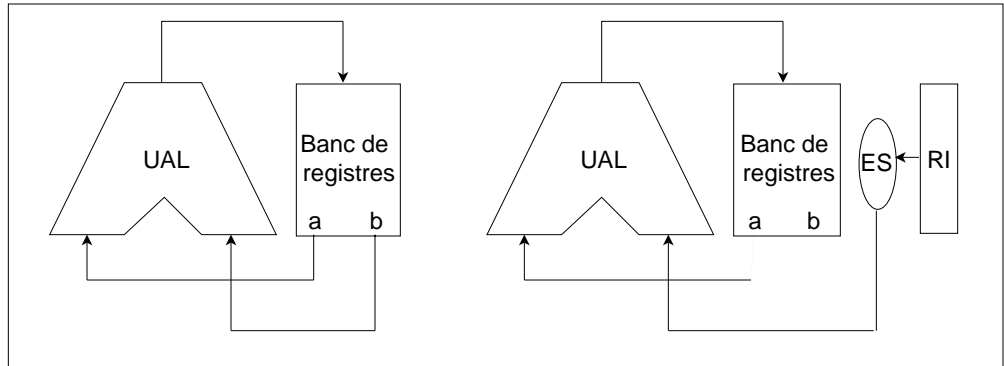 UAL
Banc de
registres
a b
UAL
Banc de
registres
a b
ES
RI